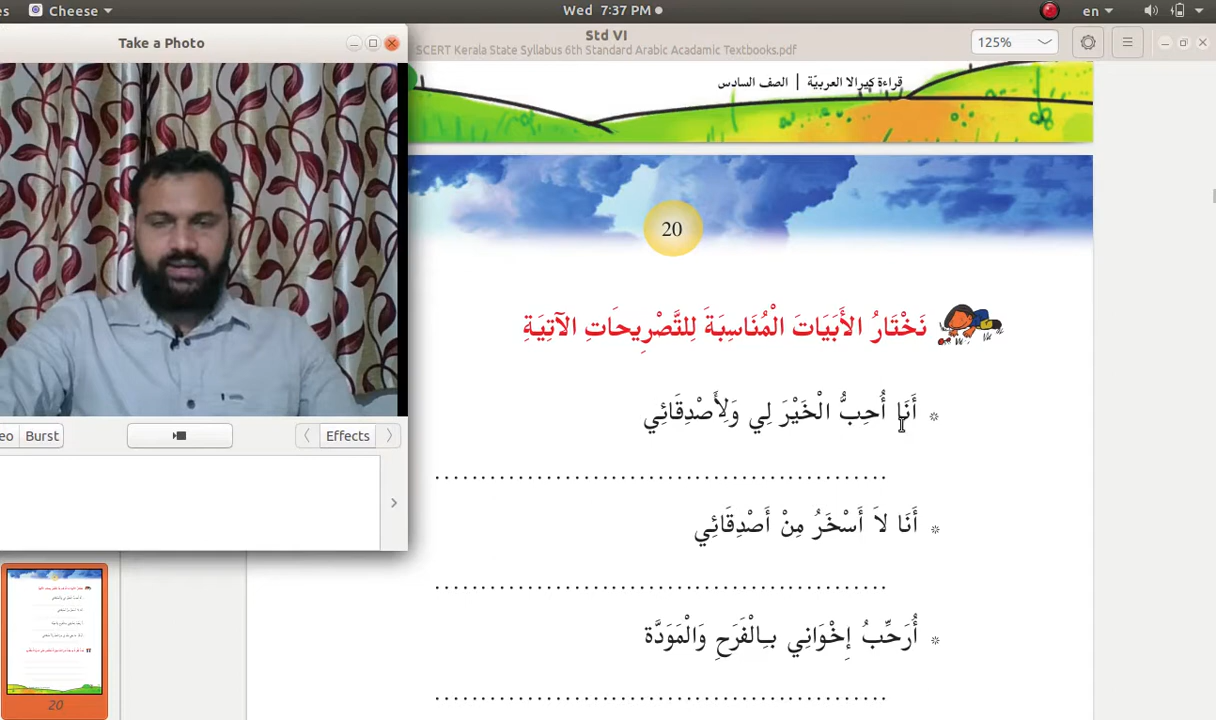 es
Cheese
Wed 7:37 PM
en
Take a Photo
Std VI
SCERT Kerala State Syllabus 6th Standard Arabic Acadamic Textbooks.pdf
125%
قراءة كيرالا العربيّة | الصف السادس
20
نَخْتَارُ الأَبَيَاتَ الْمُنَاسِبَةَ لِلتَّصْرِيحَاتِ الآتِيَةِ
أَنَا أُحِبُّ الْخَيْرَ لِي وَلِأَصْدِقَائِي
................................................
أَنَا لاَ أَسْخَرُ مِنْ أَصْدِقَائِي
................................................
أُرَحِّبُ إِخْوَانِي بِالْفَرَحِ وَالْمَوَدَّة
................................................
eo
Burst
Effects
20